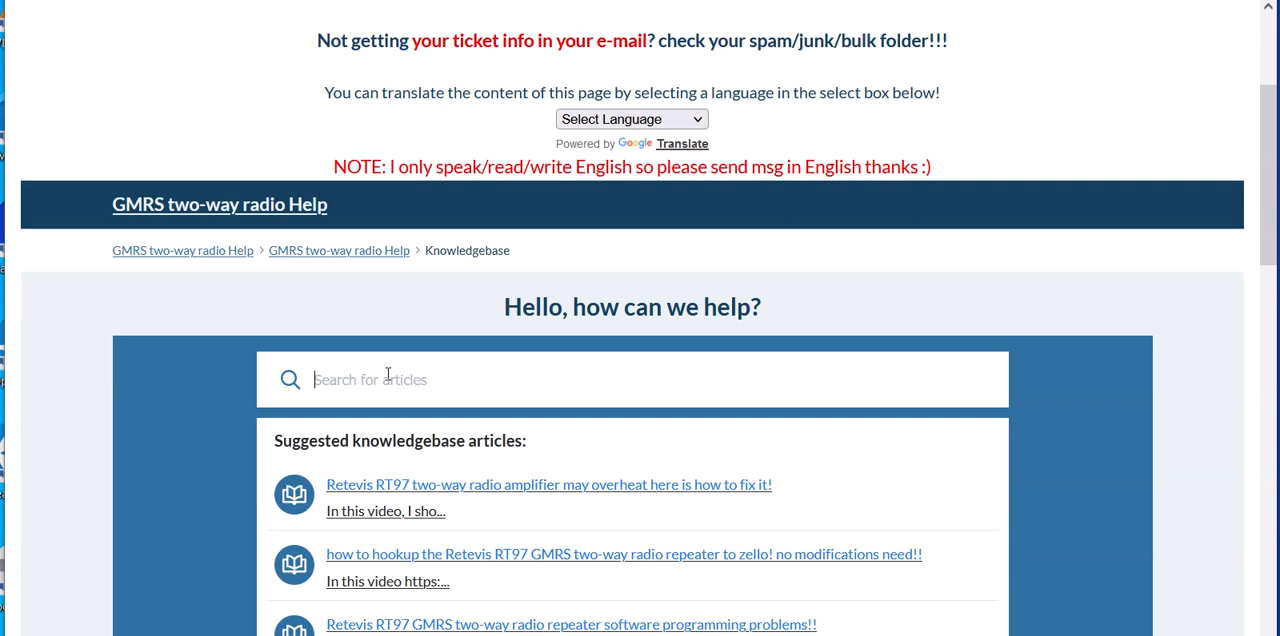 Not getting your ticket info in your e-mail? check your spam/junk/bulk folder!!!
You can translate the content of this page by selecting a language in the select box below!
Select Language
Powered by Google Translate
NOTE: I only speak/read/write English so please send msg in English thanks :)
GMRS two-way radio Help
GMRS two-way radio Help > GMRS two-way radio Help > Knowledgebase
Hello, how can we help?
Search for articles
Suggested knowledgebase articles:
Retevis RT97 two-way radio amplifier may overheat here is how to fix it!
In this video, I sho...
how to hookup the Retevis RT97 GMRS two-way radio repeater to zello! no modifications need!!
In this video https:...
Retevis RT97 GMRS two-way radio repeater software programming problems!!